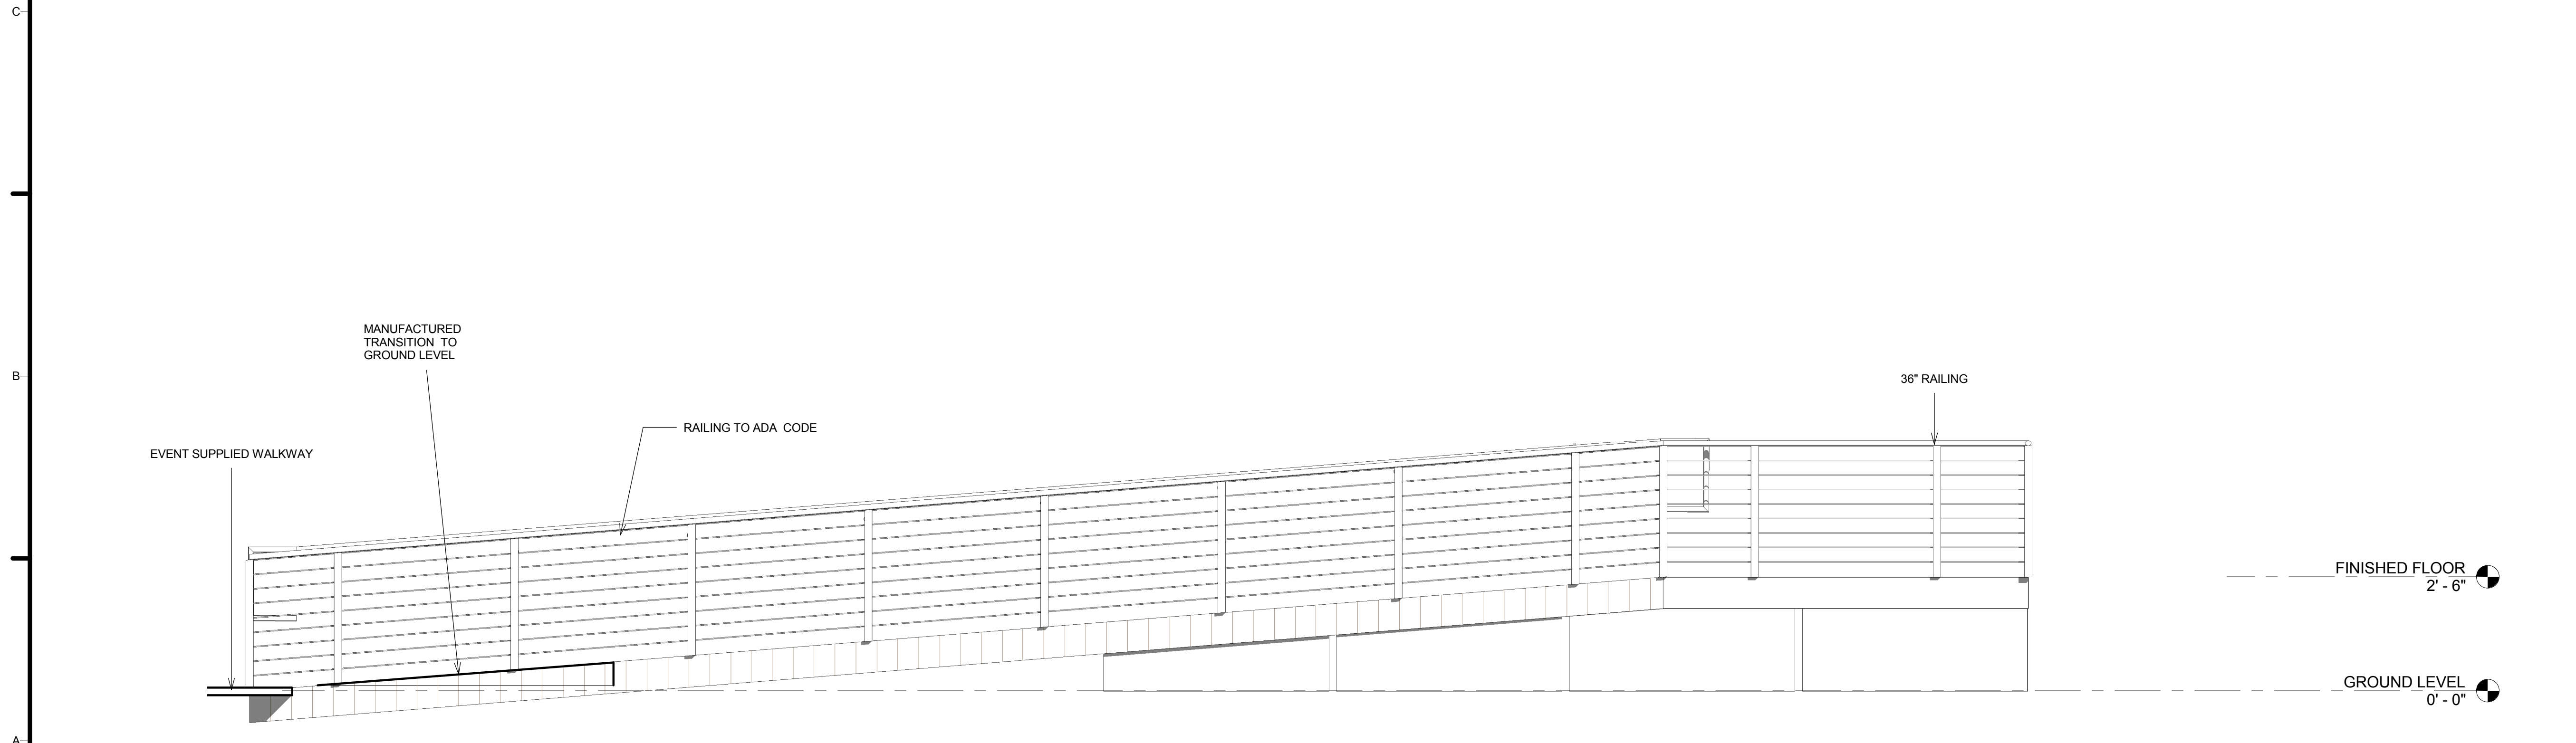 C
MANUFACTURED
TRANSITION TO
GROUND LEVEL
B
36" RAILING
RAILING TO ADA CODE
EVENT SUPPLIED WALKWAY
FINISHED FLOOR
2' - 6"
GROUND LEVEL
0' - 0"
A